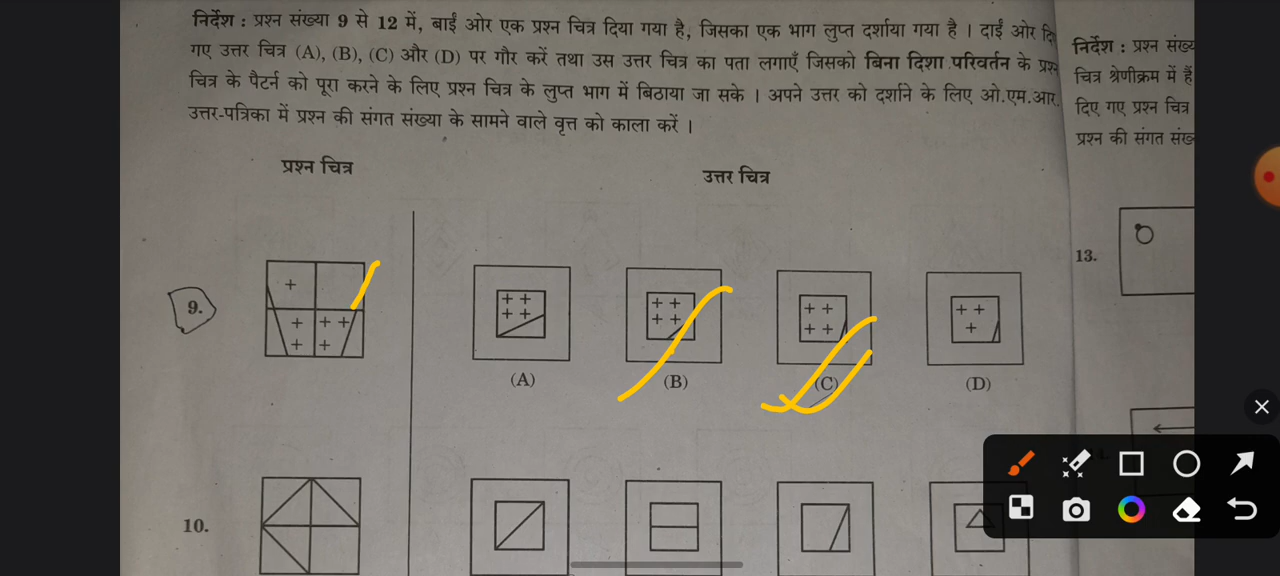 निर्देश : प्रश्न संख्या 9 से 12 में, बाईं ओर एक प्रश्न चित्र दिया गया है, जिसका एक भाग लुप्त दर्शाया गया है । दाईं ओर दि
गए उत्तर चित्र (A), (B), (C) और (D) पर गौर करें तथा उस उत्तर चित्र का पता लगाएँ जिसको बिना दिशा परिवर्तन के प्रश्
चित्र के पैटर्न को पूरा करने के लिए प्रश्न चित्र के लुप्त भाग में बिठाया जा सके । अपने उत्तर को दर्शाने के लिए ओ.एम.आर.
उत्तर-पत्रिका में प्रश्न की संगत संख्या के सामने वाले वृत्त को काला करें ।
प्रश्न चित्र
उत्तर चित्र
9.
(A)
(B)
(C)
(D)
10.
निर्देश : प्रश्न संख्
चित्र श्रेणीक्रम में हैं
दिए गए प्रश्न चित्र
प्रश्न की संगत संख्
13.